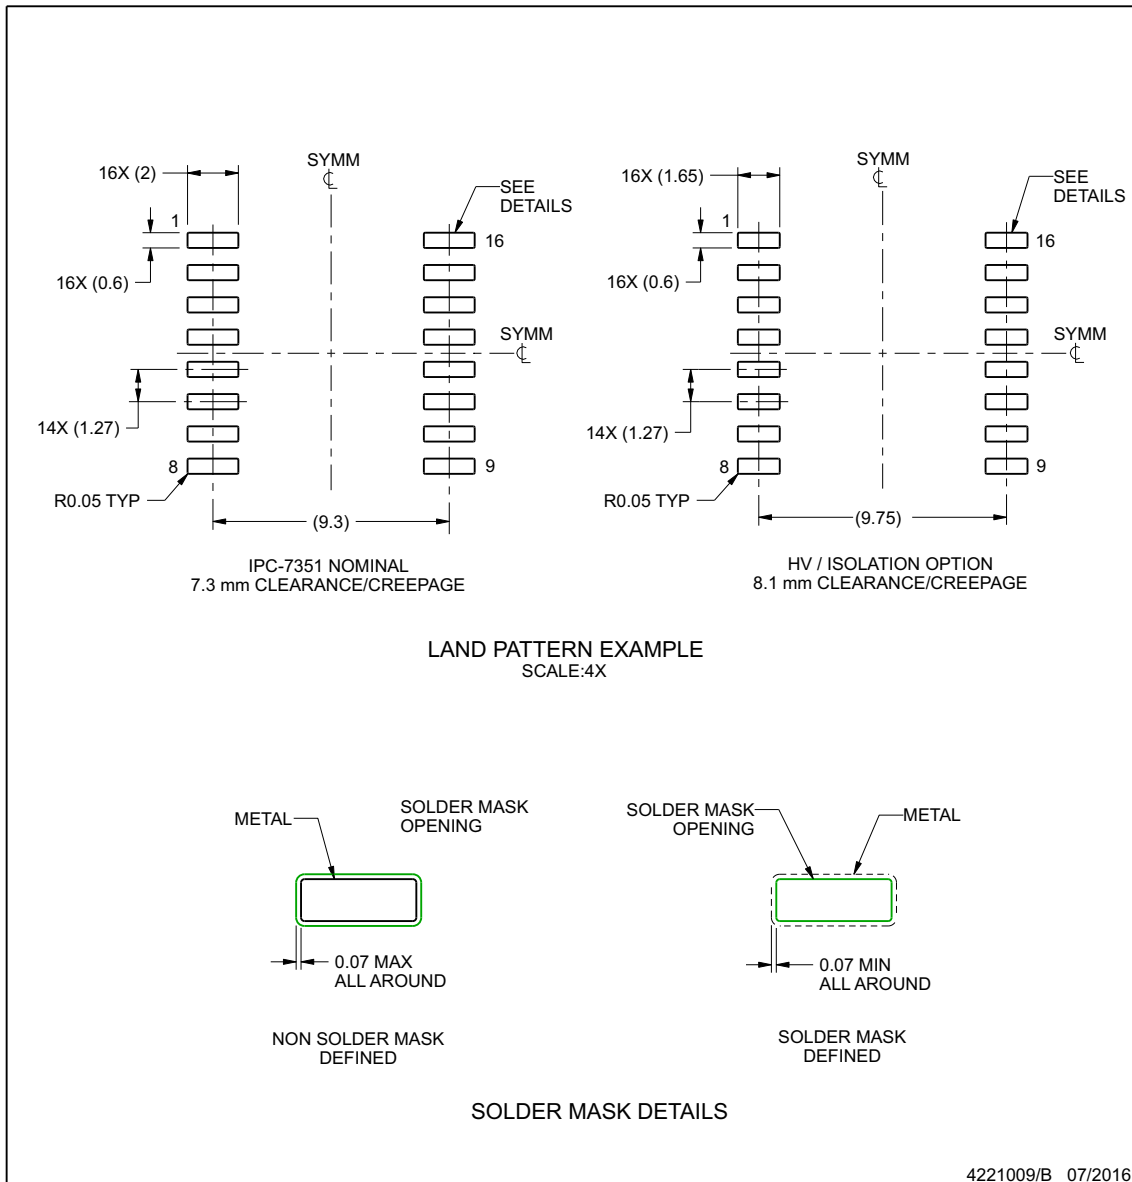 SYMM
℄
16X (2)
SEE
DETAILS
1
16
16X (0.6)
SYMM
℄
14X (1.27)
8
9
R0.05 TYP
(9.3)
IPC-7351 NOMINAL
7.3 mm CLEARANCE/CREEPAGE
SYMM
℄
16X (1.65)
SEE
DETAILS
1
16
16X (0.6)
SYMM
℄
14X (1.27)
8
9
R0.05 TYP
(9.75)
HV / ISOLATION OPTION
8.1 mm CLEARANCE/CREEPAGE
LAND PATTERN EXAMPLE
SCALE:4X
METAL
SOLDER MASK
OPENING
0.07 MAX
ALL AROUND
NON SOLDER MASK
DEFINED
SOLDER MASK
OPENING
METAL
0.07 MIN
ALL AROUND
SOLDER MASK
DEFINED
SOLDER MASK DETAILS
4221009/B 07/2016